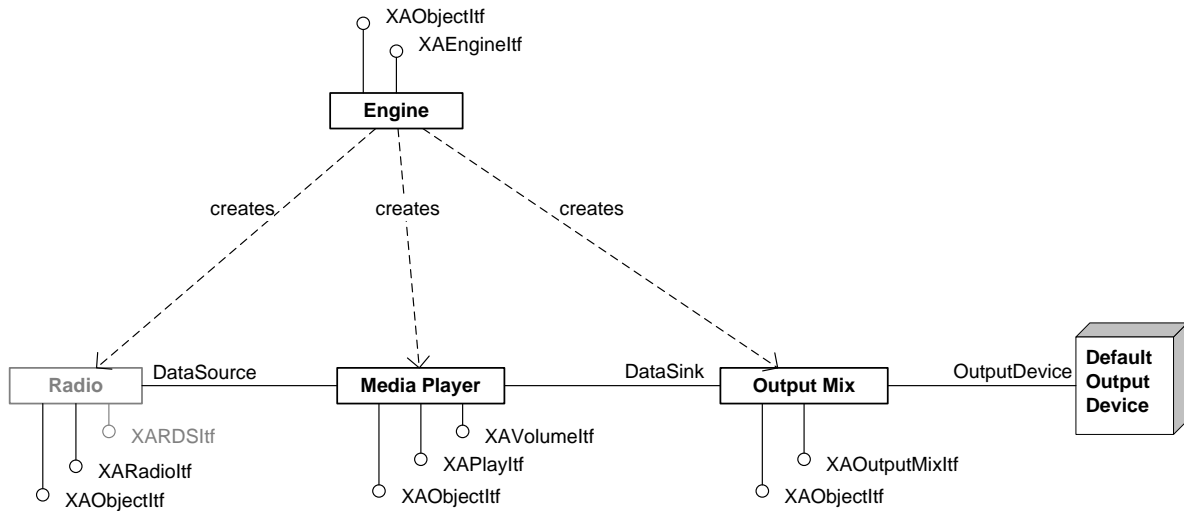 XAObjectItf
XAEngineItf
Engine
creates
creates
creates
Radio
DataSource
Media Player
DataSink
Output Mix
OutputDevice
Default
Output
Device
XARDSItf
XARadioItf
XAObjectItf
XAVolumeItf
XAPlayItf
XAObjectItf
XAOutputMixItf
XAObjectItf